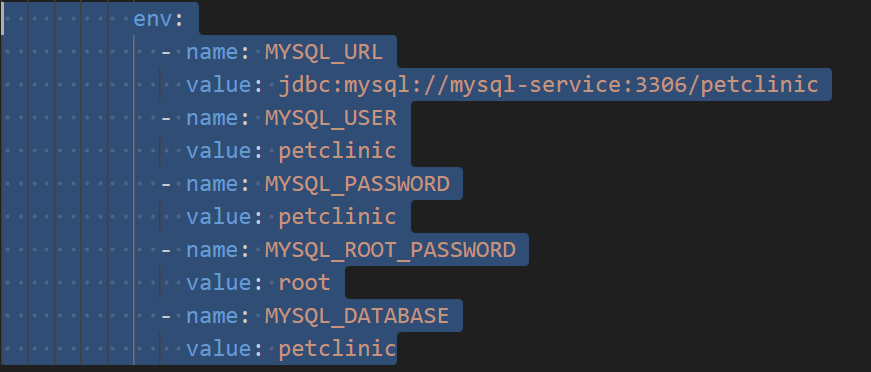 env:
- name: MYSQL_URL
value: jdbc:mysql://mysql-service:3306/petclinic
- name: MYSQL_USER
value: petclinic
- name: MYSQL_PASSWORD
value: petclinic
- name: MYSQL_ROOT_PASSWORD
value: root
- name: MYSQL_DATABASE
value: petclinic